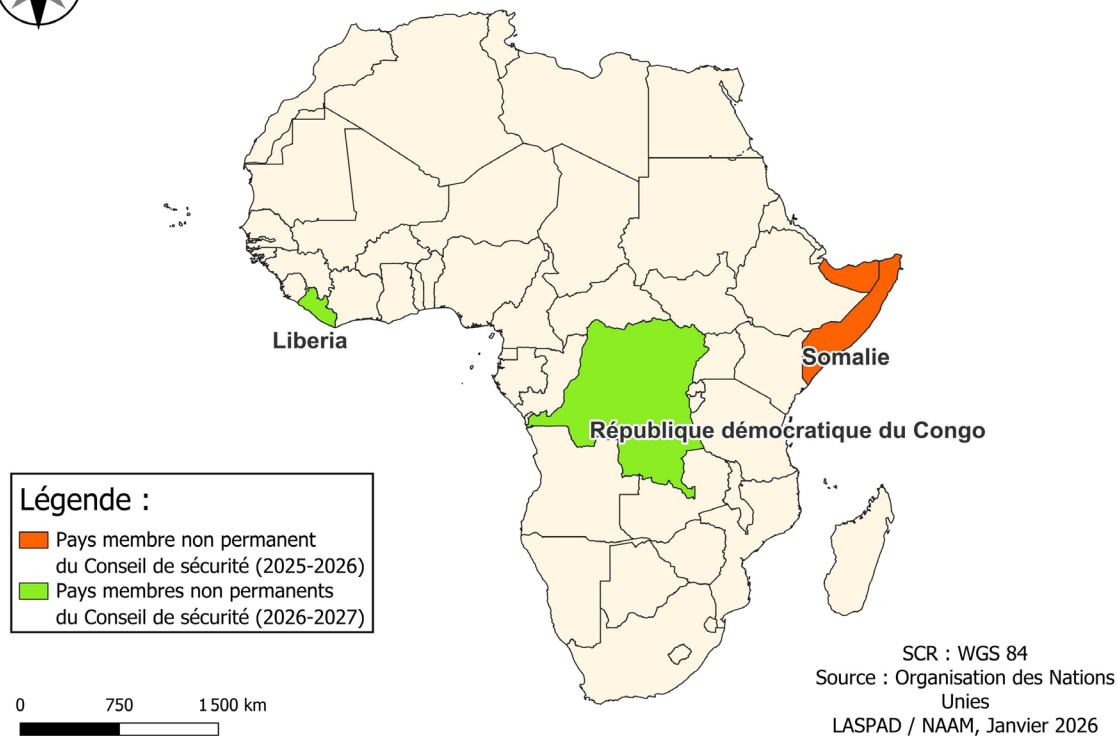 Liberia
Somalie
République démocratique du Congo
Légende :
Pays membre non permanent
du Conseil de sécurité (2025-2026)
Pays membres non permanents
du Conseil de sécurité (2026-2027)
0 750 1 500 km
SCR : WGS 84
Source : Organisation des Nations
Unies
LASPAD / NAAM, Janvier 2026